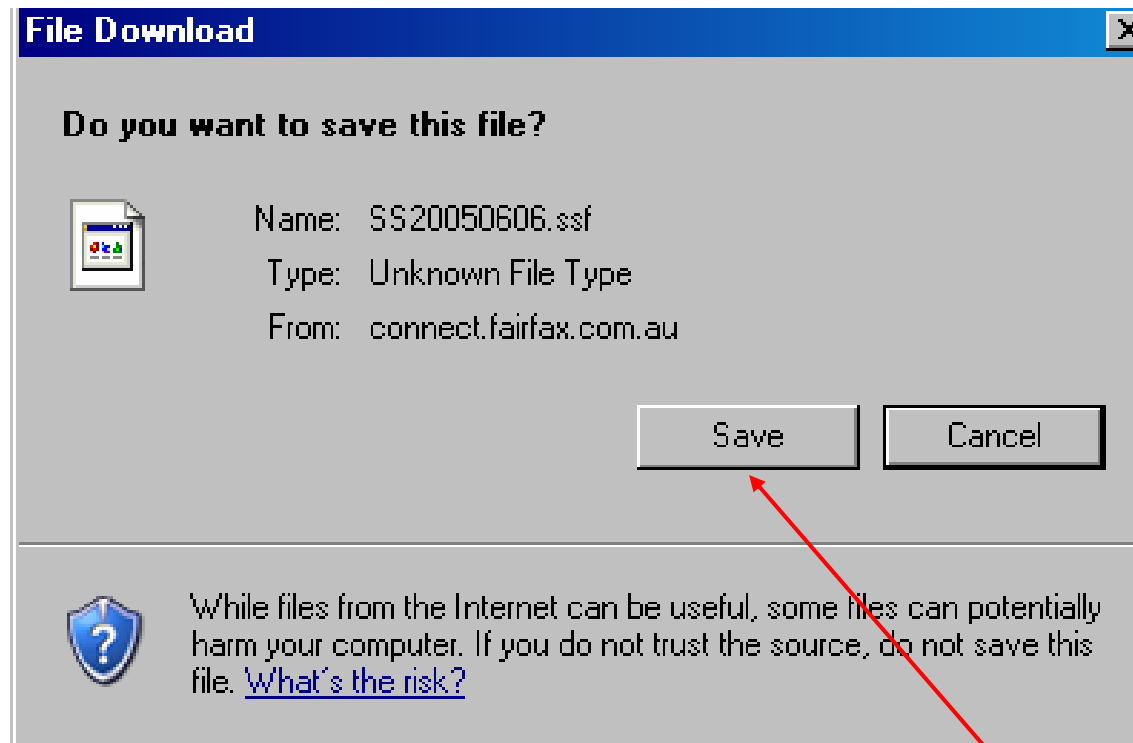 File Download
Do you want to save this file?
Name: SS20050606.ssf
Type: Unknown File Type
From: connect.fairfax.com.au
Save Cancel
While files from the Internet can be useful, some files can potentially
harm your computer. If you do not trust the source, do not save this
file. What's the risk?